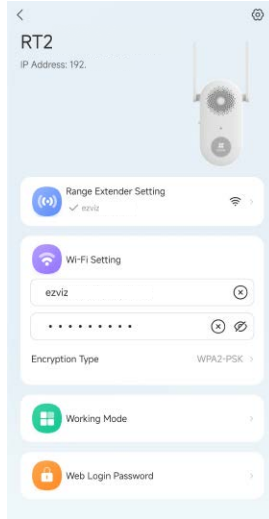 RT2
IP Address: 192.
Range Extender Setting
✓ ezviz
Wi-Fi Setting
ezviz
• • • • • • • • •
Encryption Type WPA2-PSK >
Working Mode >
Web Login Password >